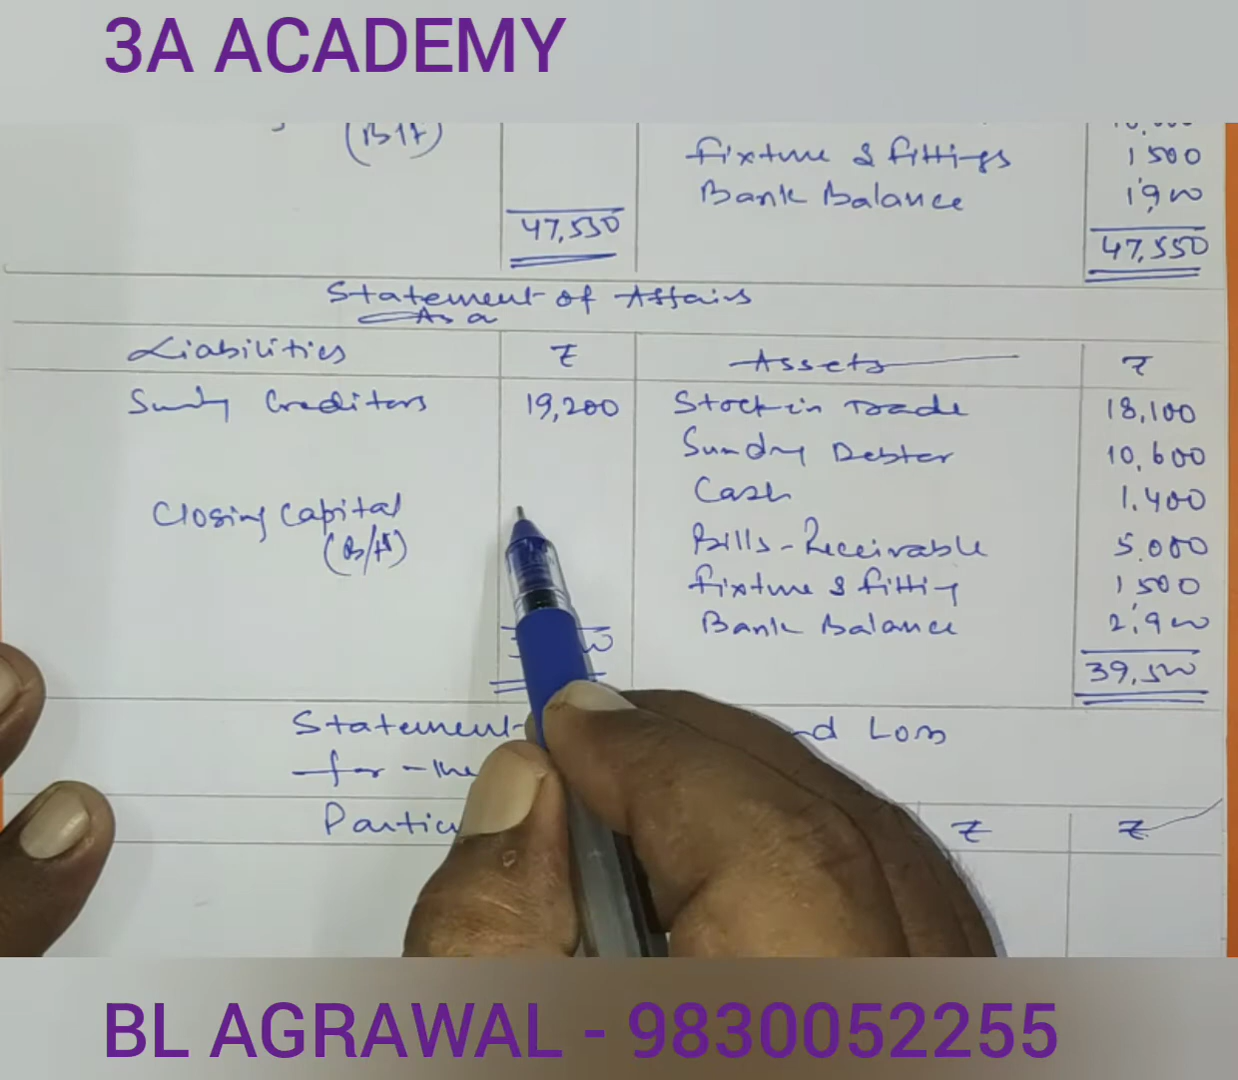 3A ACADEMY
(B/F)
Fixture & fittings 1500
Bank Balance 1,900
47,550 47,550
Statement of Affairs
As a
Liabilities ₹ Assets ₹
Sundry Creditors 19,200 Stock in Trade 18,100
Sundry Debtor 10,600
Cash 1,400
Closing Capital
(B/F)
Bills-Receivable 5,000
fixture & fitting 1500
Bank Balance 2,900
39,500
Statement nd Loss
for the
Particu ₹ ₹
BL AGRAWAL - 9830052255